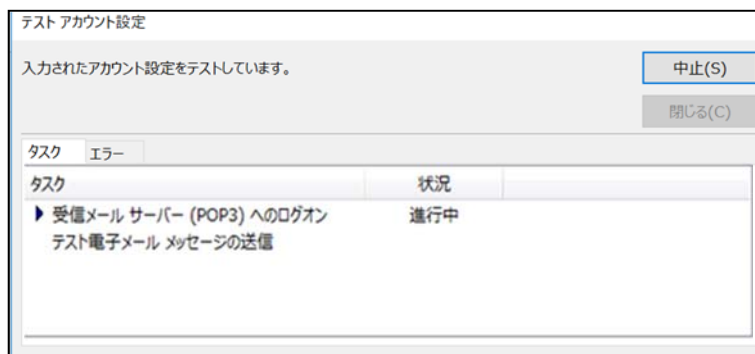 テスト アカウント設定
入力されたアカウント設定をテストしています。
中止(S)
閉じる(C)
タスク エラー
タスク 状況
受信メール サーバー (POP3) へのログオン 進行中
テスト電子メール メッセージの送信